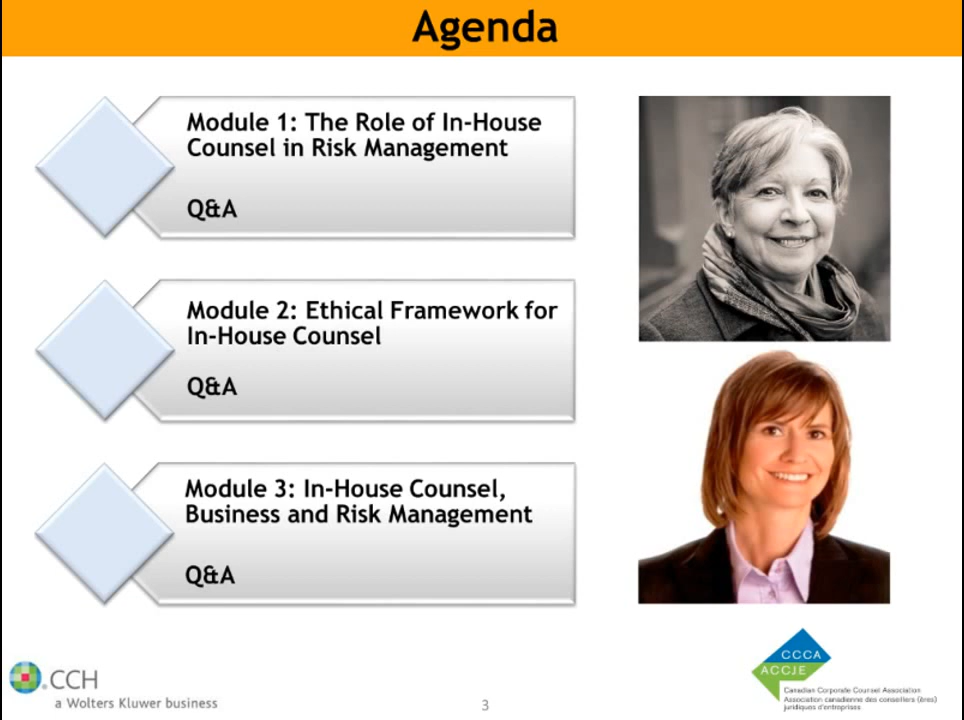 Agenda
Module 1: The Role of In-House
Counsel in Risk Management
Q&A
Module 2: Ethical Framework for
In-House Counsel
Q&A
Module 3: In-House Counsel,
Business and Risk Management
Q&A
CCH
a Wolters Kluwer business
3
CCCA
ACCJE
Canadian Corporate Counsel Association
Association canadienne des conseillers (ères)
juridiques d'entreprises